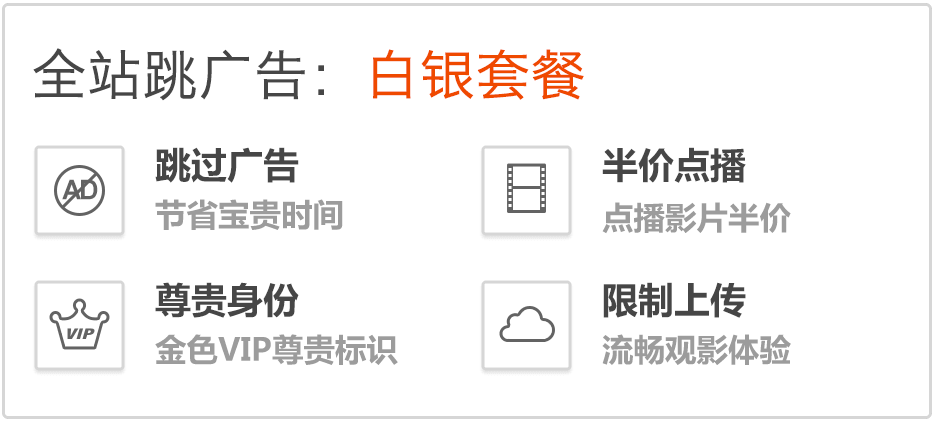 全站跳广告：白银套餐
AD
跳过广告
节省宝贵时间
半价点播
点播影片半价
VIP
尊贵身份
金色VIP尊贵标识
限制上传
流畅观影体验